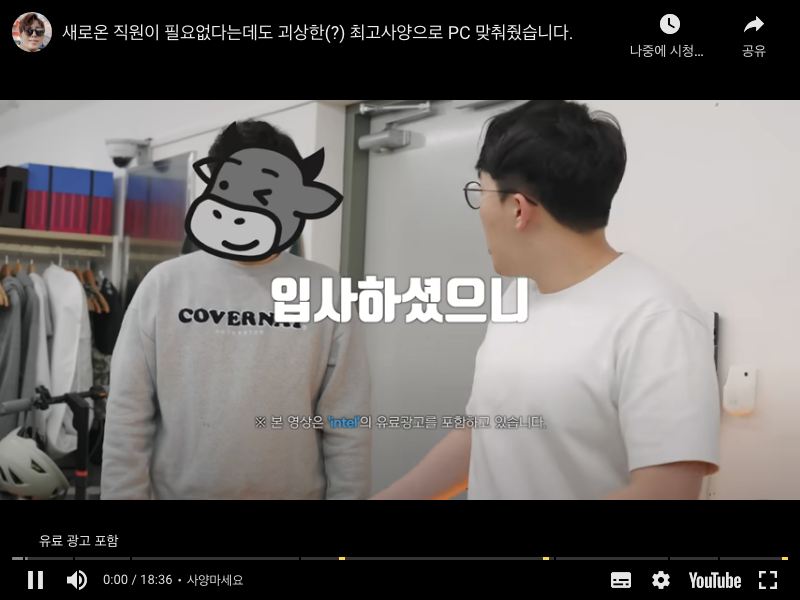 새로온 직원이 필요없다는데도 괴상한(?) 최고사양으로 PC 맞춰줬습니다.
나중에 시청...
공유
COVERNAT
입사하셨으니
※ 본 영상은 'intel'의 유료광고를 포함하고 있습니다.
유료 광고 포함
0:00 / 18:36 • 사양마세요
YouTube